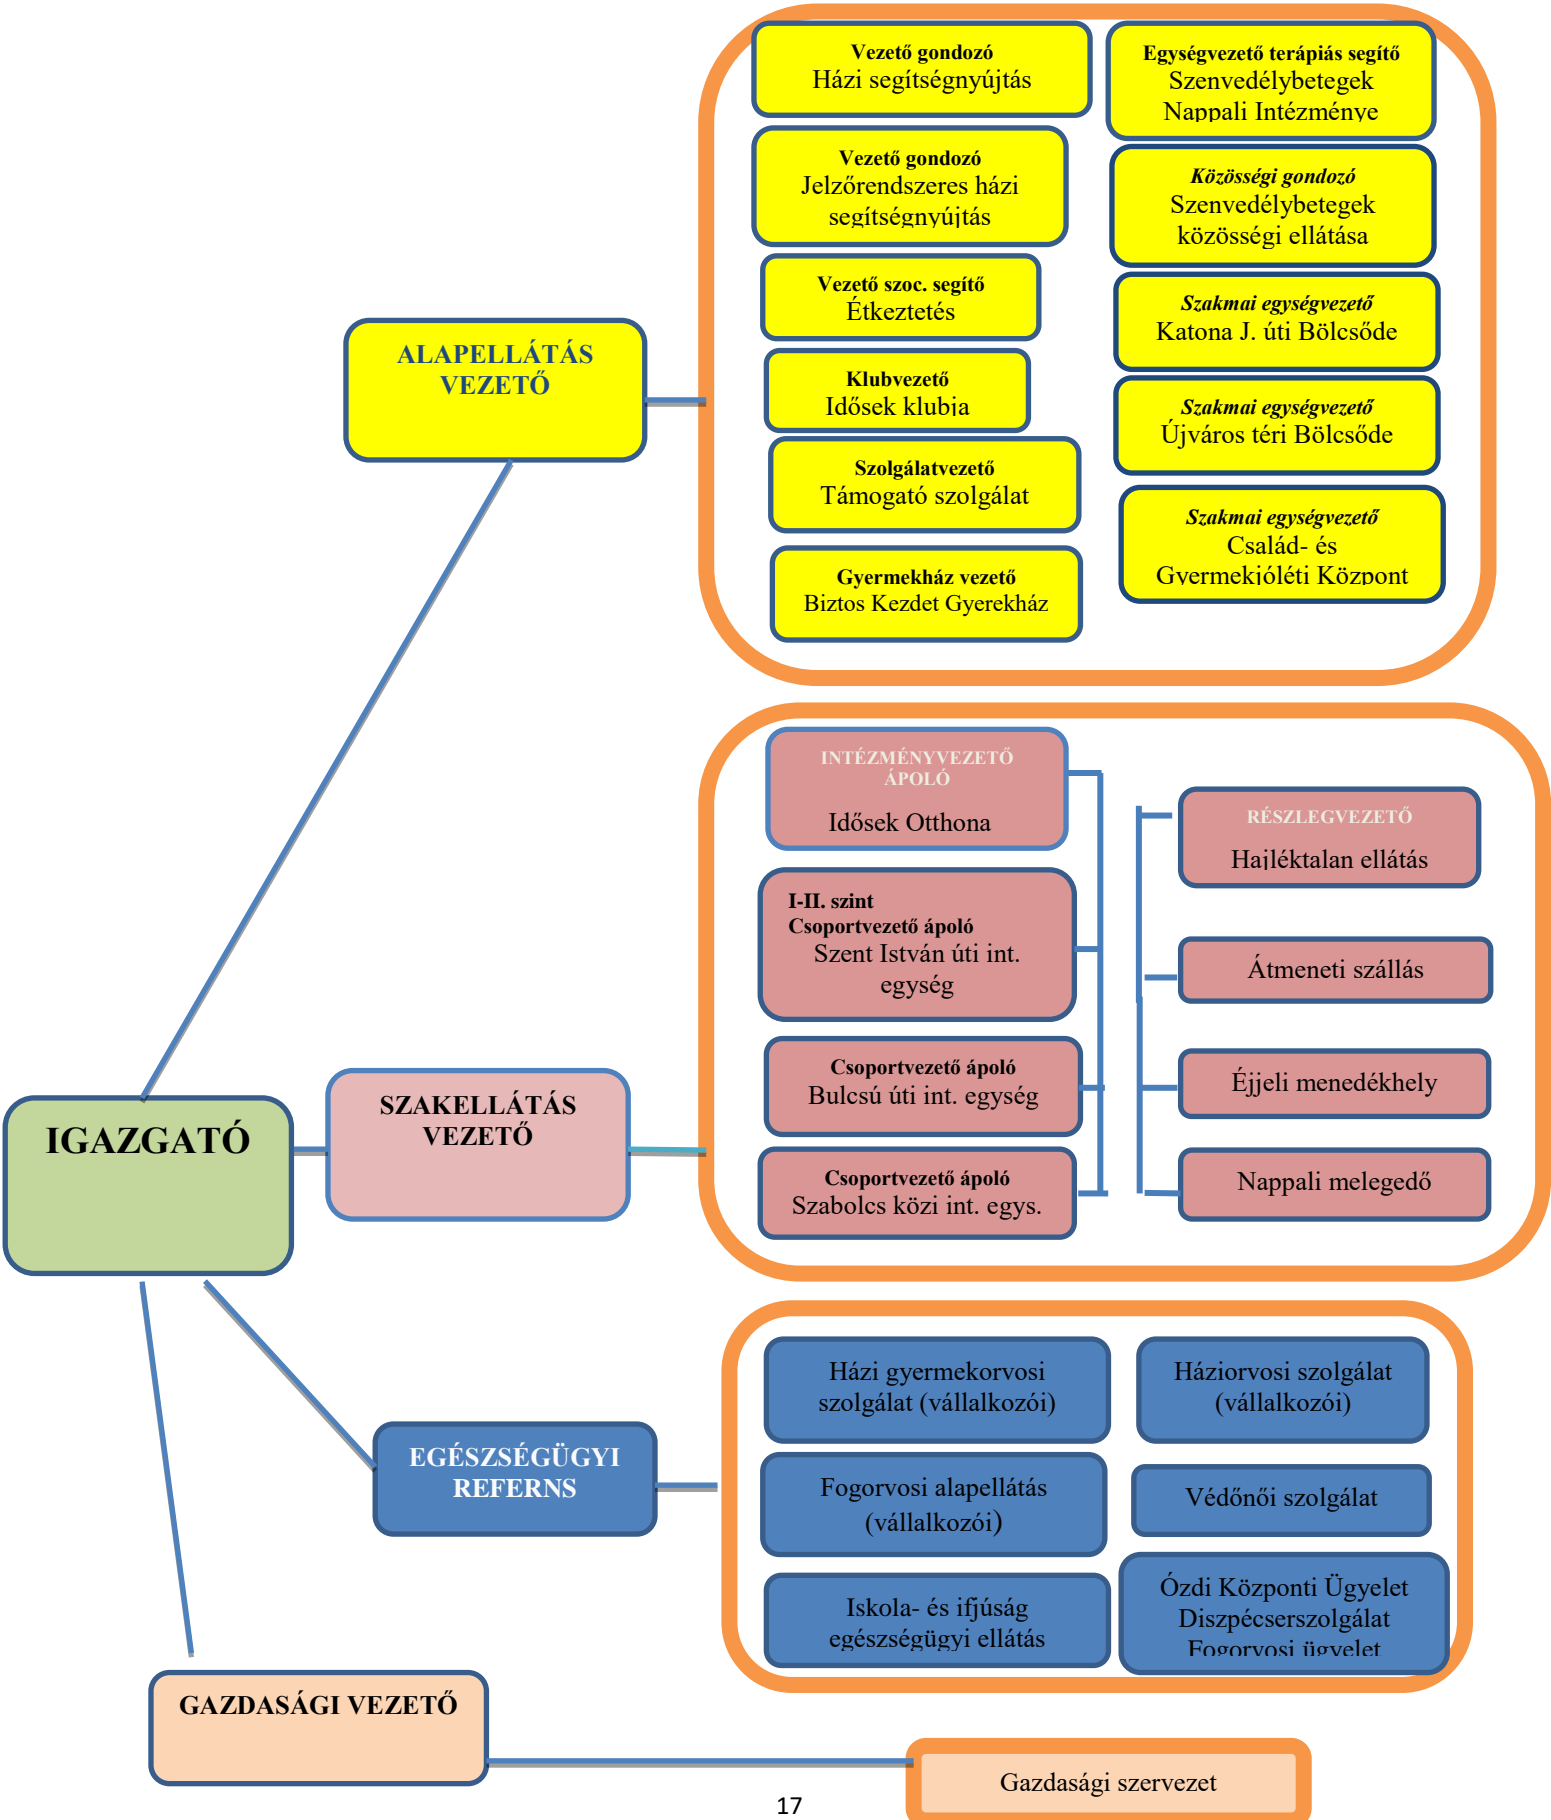 Vezető gondozó
Házi segítségnyújtás
Egységvezető terápiás segítő
Szenvedélybetegek
Nappali Intézménye
Vezető gondozó
Jelzőrendszeres házi
segítségnyújtás
Közösségi gondozó
Szenvedélybetegek
közösségi ellátása
Vezető szoc. segítő
Étkeztetés
Szakmai egységvezető
Katona J. úti Bölcsőde
ALAPELLÁTÁS
VEZETŐ
Klubvezető
Idősek klubja
Szakmai egységvezető
Újváros téri Bölcsőde
Szolgálatvezető
Támogató szolgálat
Szakmai egységvezető
Család- és
Gyermekjóléti Központ
Gyermekház vezető
Biztos Kezdet Gyerekház
INTÉZMÉNYVEZETŐ
ÁPOLÓ
Idősek Otthona
RÉSZLEGVEZETŐ
Hajléktalan ellátás
I-II. szint
Csoportvezető ápoló
Szent István úti int.
egység
Átmeneti szállás
Csoportvezető ápoló
Bulcsú úti int. egység
Éjjeli menedékhely
SZAKELLÁTÁS
VEZETŐ
IGAZGATÓ
Csoportvezető ápoló
Szabolcs közi int. egys.
Nappali melegedő
Házi gyermekorvosi
szolgálat (vállalkozói)
Háziorvosi szolgálat
(vállalkozói)
EGÉSZSÉGÜGYI
REFERNS
Fogorvosi alapellátás
(vállalkozói)
Védőnői szolgálat
Iskola- és ifjúság
egészségügyi ellátás
Ózdi Központi Ügyelet
Diszpécserszolgálat
Fogorvosi ügyelet
GAZDASÁGI VEZETŐ
Gazdasági szervezet
17